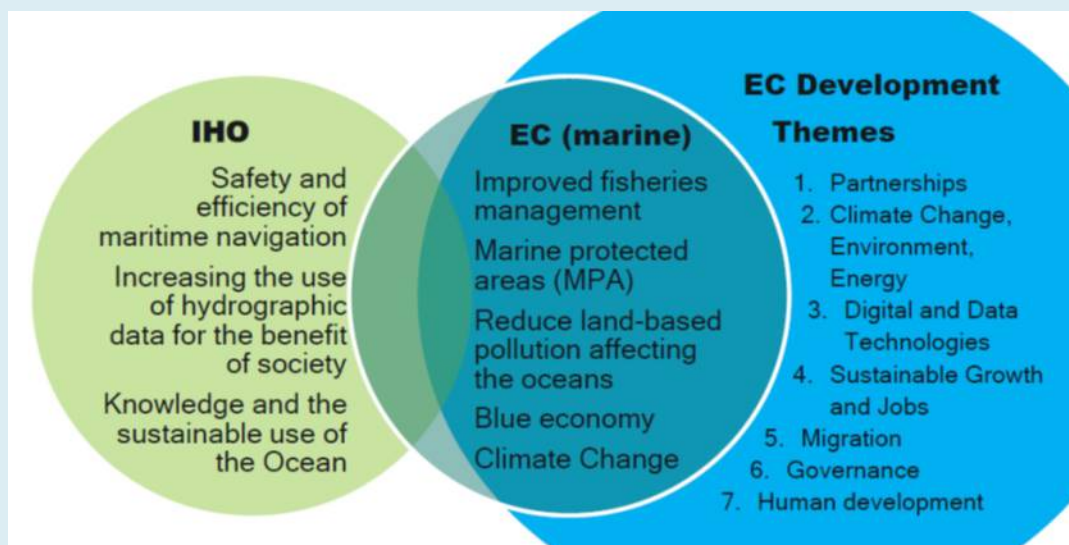 IHO
Safety and
efficiency of
maritime navigation
Increasing the use
of hydrographic
data for the benefit
of society
Knowledge and the
sustainable use of
the Ocean
EC (marine)
Improved fisheries
management
Marine protected
areas (MPA)
Reduce land-based
pollution affecting
the oceans
Blue economy
Climate Change
EC Development
Themes
1. Partnerships
2. Climate Change,
Environment,
Energy
3. Digital and Data
Technologies
4. Sustainable Growth
and Jobs
5. Migration
6. Governance
7. Human development